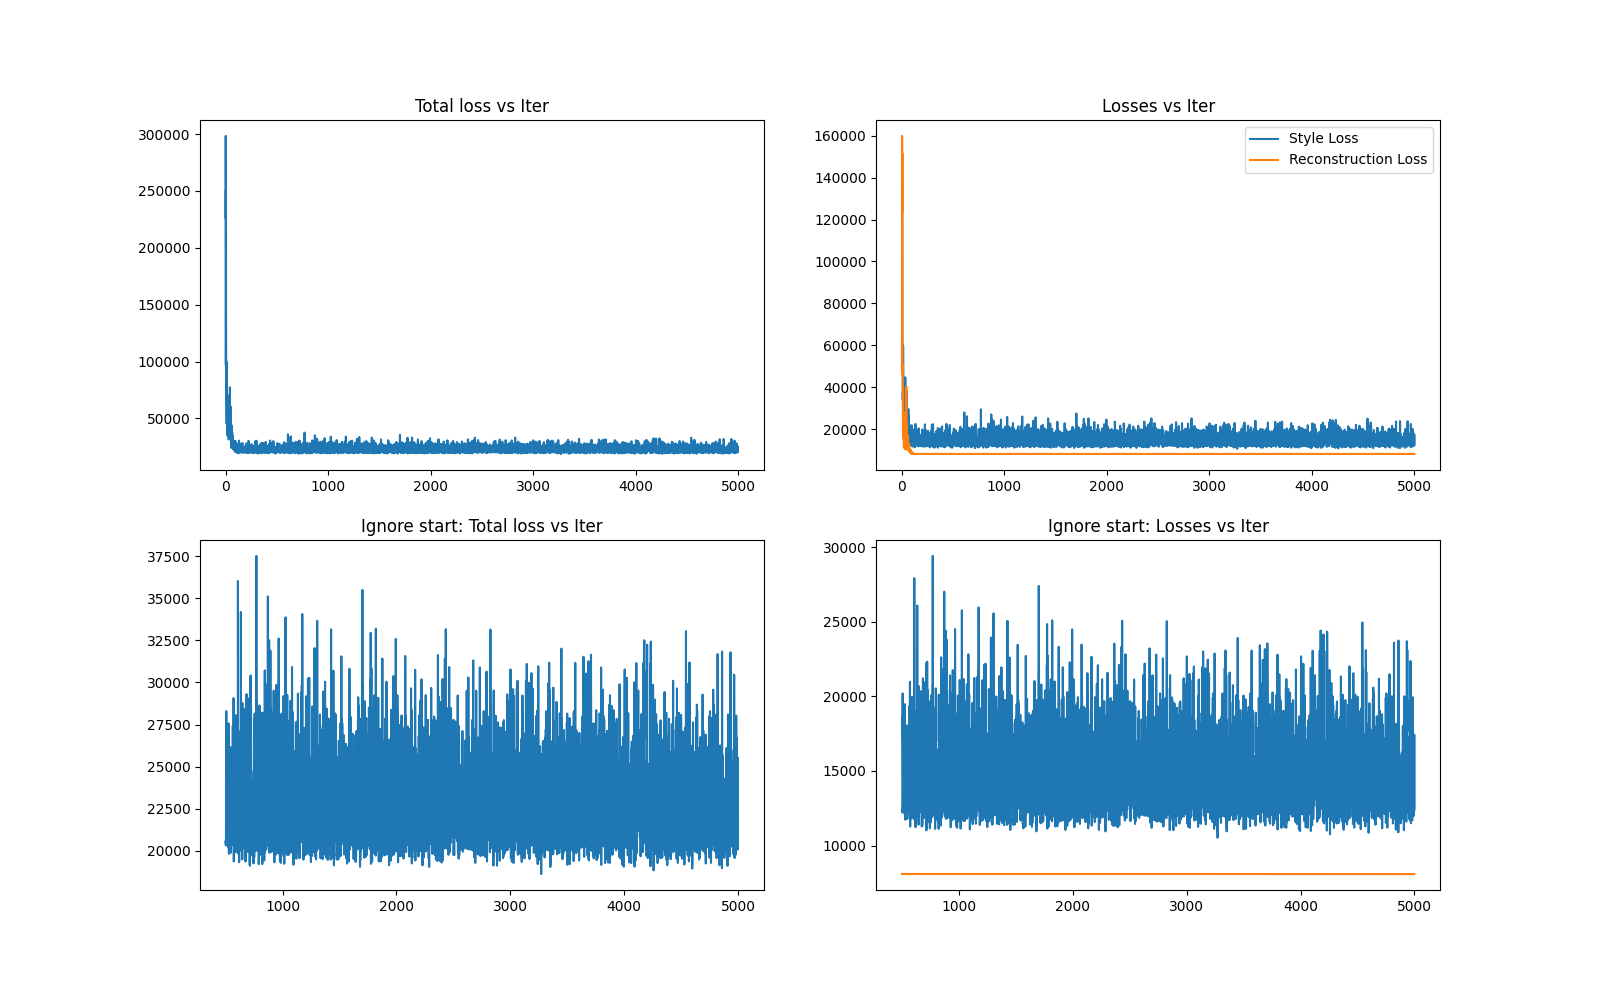 Total loss vs Iter
300000
250000
200000
150000
100000
50000
0 1000 2000 3000 4000 5000
Losses vs Iter
Style Loss
Reconstruction Loss
160000
140000
120000
100000
80000
60000
40000
20000
0 1000 2000 3000 4000 5000
Ignore start: Total loss vs Iter
37500
35000
32500
30000
27500
25000
22500
20000
1000 2000 3000 4000 5000
Ignore start: Losses vs Iter
30000
25000
20000
15000
10000
1000 2000 3000 4000 5000